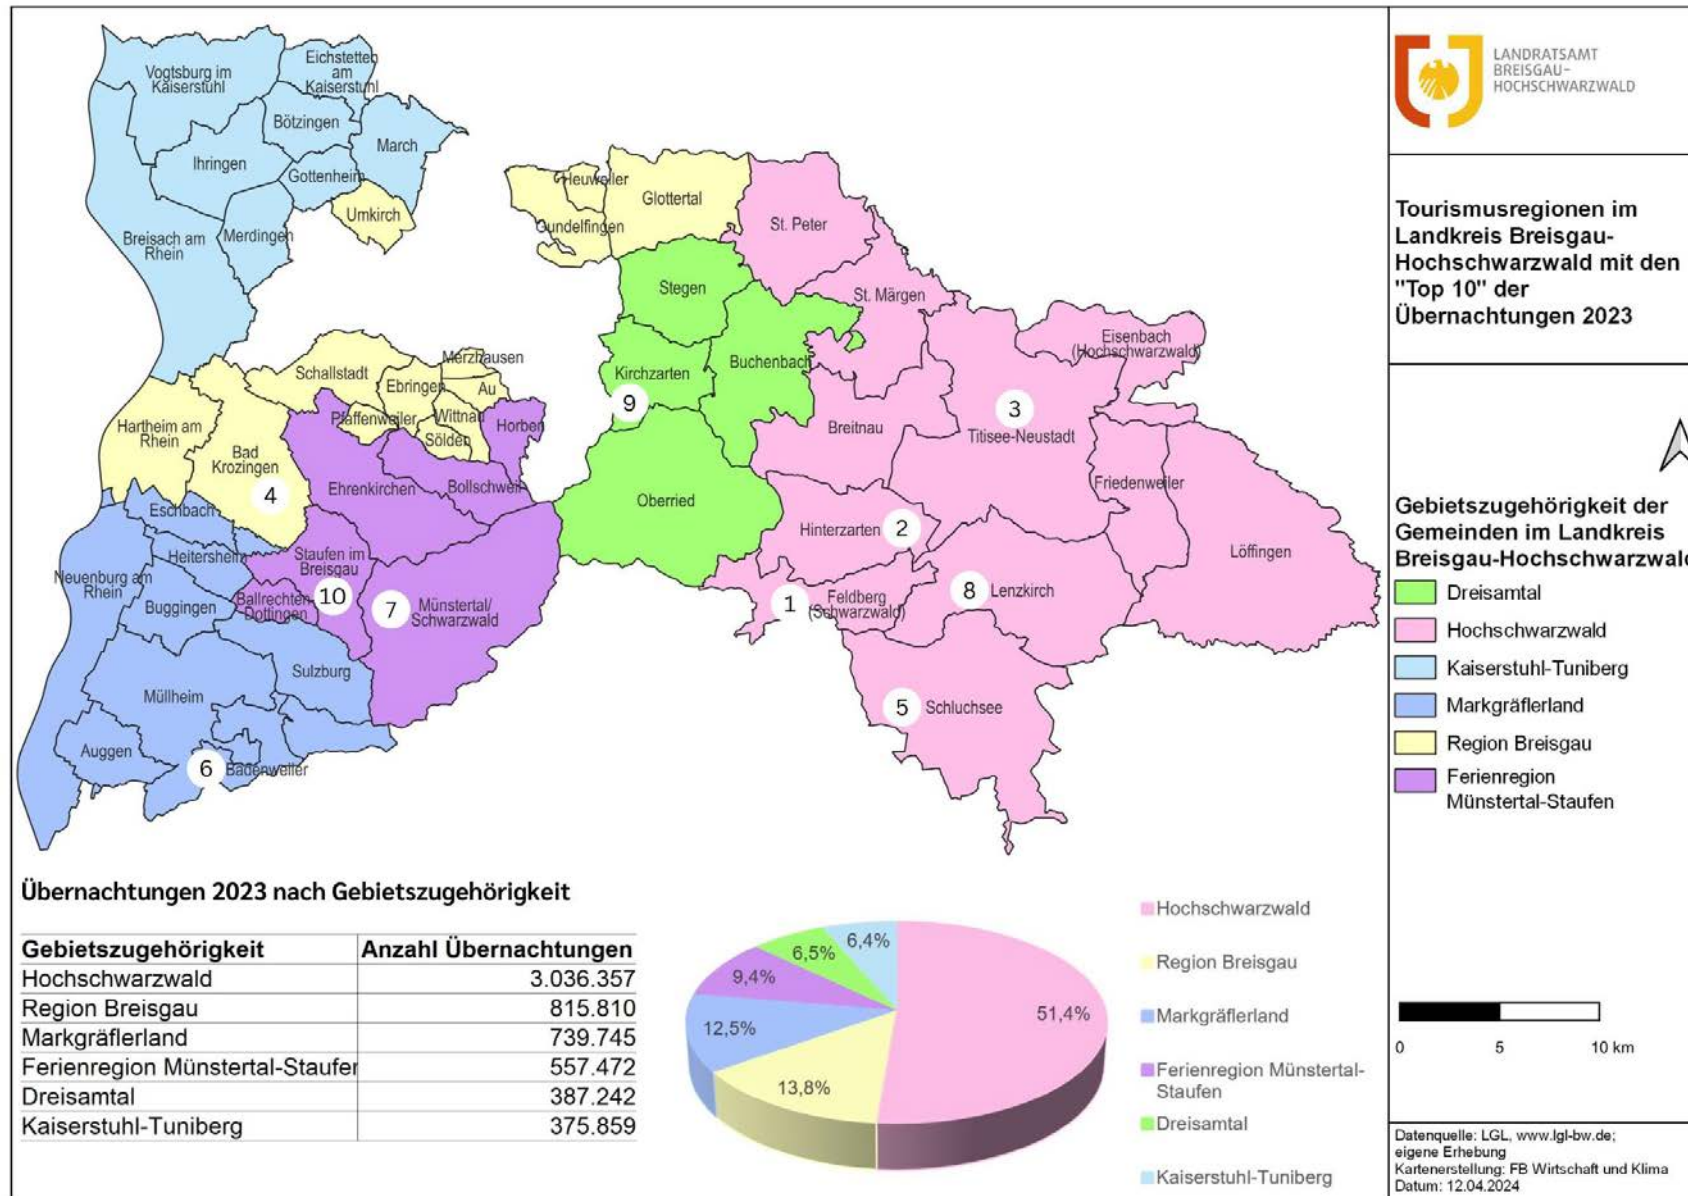 Vogtsburg im
Kaiserstuhl
Eichstetten
am
Kaiserstuhl
Bötzingen
March
Ihringen
Gottenheim
Umkirch
Breisach am
Rhein
Merdingen
Heuweiler
Glottertal
Gundelfingen
St. Peter
Stegen
St. Märgen
Eisenbach
(Hochschwarzwald)
Buchenbach
Kirchzarten
9
3
Titisee-Neustadt
Breitnau
Merzhausen
Schallstadt
Ebringen
Au
Pfaffenweiler
Wittnau
Horben
Sölden
Hartheim am
Rhein
Bad
Krozingen
4
Ehrenkirchen
Bollschweil
Oberried
Friedenweiler
Hinterzarten
2
Löffingen
Eschbach
Heitersheim
Staufen im
Breisgau
10
Neuenburg am
Rhein
Buggingen
Ballrechten-
Dottingen
7
Münstertal/
Schwarzwald
1
Feldberg
(Schwarzwald)
8
Lenzkirch
Sulzburg
Müllheim
5
Schluchsee
Auggen
6
Badenweiler
LANDRATSAMT
BREISGAU-
HOCHSCHWARZWALD
Tourismusregionen im
Landkreis Breisgau-
Hochschwarzwald mit den
"Top 10" der
Übernachtungen 2023
Gebietszugehörigkeit der
Gemeinden im Landkreis
Breisgau-Hochschwarzwald
Dreisamtal
Hochschwarzwald
Kaiserstuhl-Tuniberg
Markgräflerland
Region Breisgau
Ferienregion
Münstertal-Staufen
0 5 10 km
Datenquelle: LGL, www.lgl-bw.de;
eigene Erhebung
Kartenerstellung: FB Wirtschaft und Klima
Datum: 12.04.2024
Übernachtungen 2023 nach Gebietszugehörigkeit
Gebietszugehörigkeit Anzahl Übernachtungen
Hochschwarzwald 3.036.357
Region Breisgau 815.810
Markgräflerland 739.745
Ferienregion Münstertal-Staufen 557.472
Dreisamtal 387.242
Kaiserstuhl-Tuniberg 375.859
6,4%
6,5%
9,4%
12,5%
13,8%
51,4%
Hochschwarzwald
Region Breisgau
Markgräflerland
Ferienregion Münstertal-
Staufen
Dreisamtal
Kaiserstuhl-Tuniberg